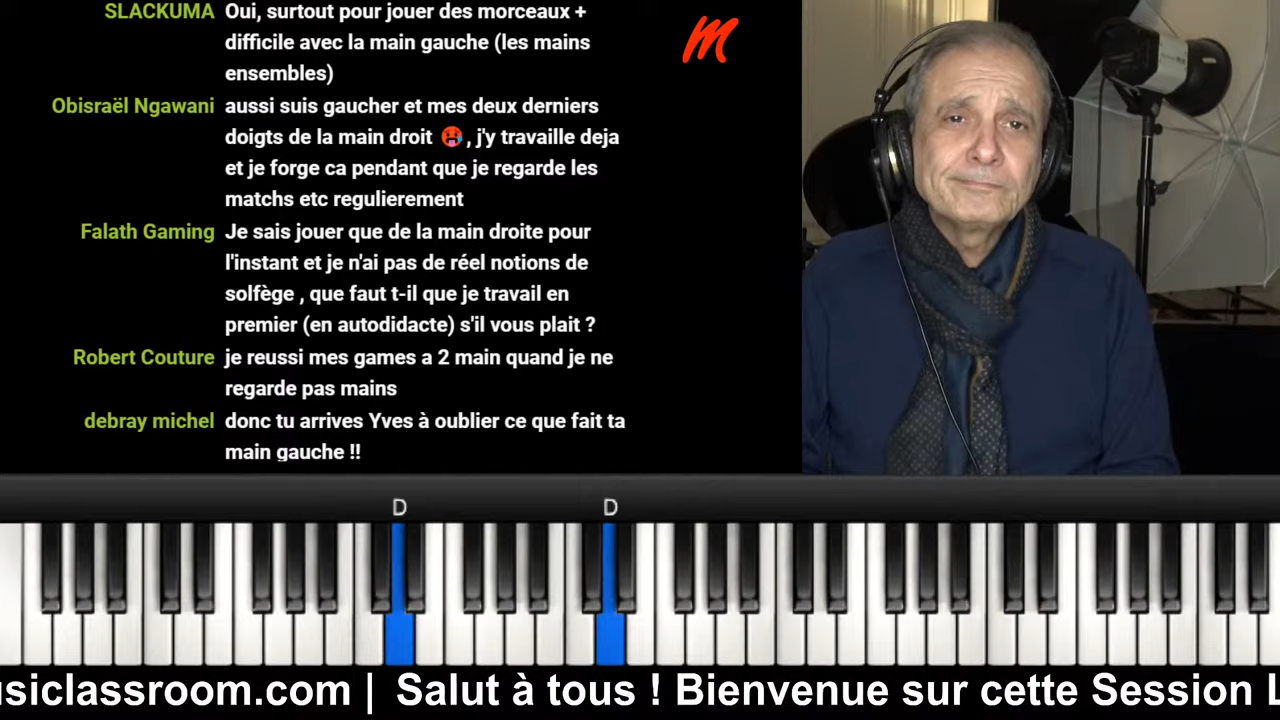 SLACKUMA Oui, surtout pour jouer des morceaux +
difficile avec la main gauche (les mains
ensembles)
Obisraël Ngawani aussi suis gaucher et mes deux derniers
doigts de la main droit 🥵, j'y travaille deja
et je forge ca pendant que je regarde les
matchs etc regulierement
Falath Gaming Je sais jouer que de la main droite pour
l'instant et je n'ai pas de réel notions de
solfège , que faut t-il que je travail en
premier (en autodidacte) s'il vous plait ?
Robert Couture je reussi mes games a 2 main quand je ne
regarde pas mains
debray michel donc tu arrives Yves à oublier ce que fait ta
main gauche !!
m
D D
usiclassroom.com | Salut à tous ! Bienvenue sur cette Session L